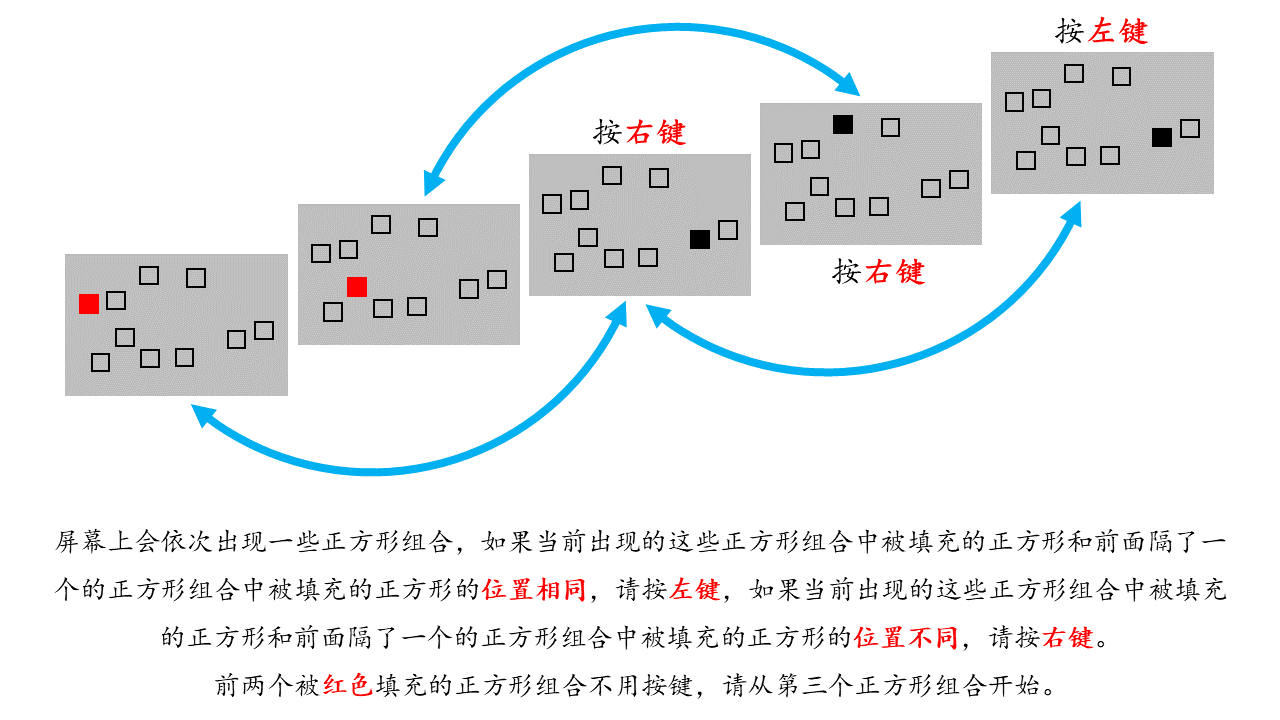 按左键
按右键
按右键
屏幕上会依次出现一些正方形组合，如果当前出现的这些正方形组合中被填充的正方形和前面隔了一
个的正方形组合中被填充的正方形的位置相同，请按左键，如果当前出现的这些正方形组合中被填充
的正方形和前面隔了一个的正方形组合中被填充的正方形的位置不同，请按右键。
前两个被红色填充的正方形组合不用按键，请从第三个正方形组合开始。